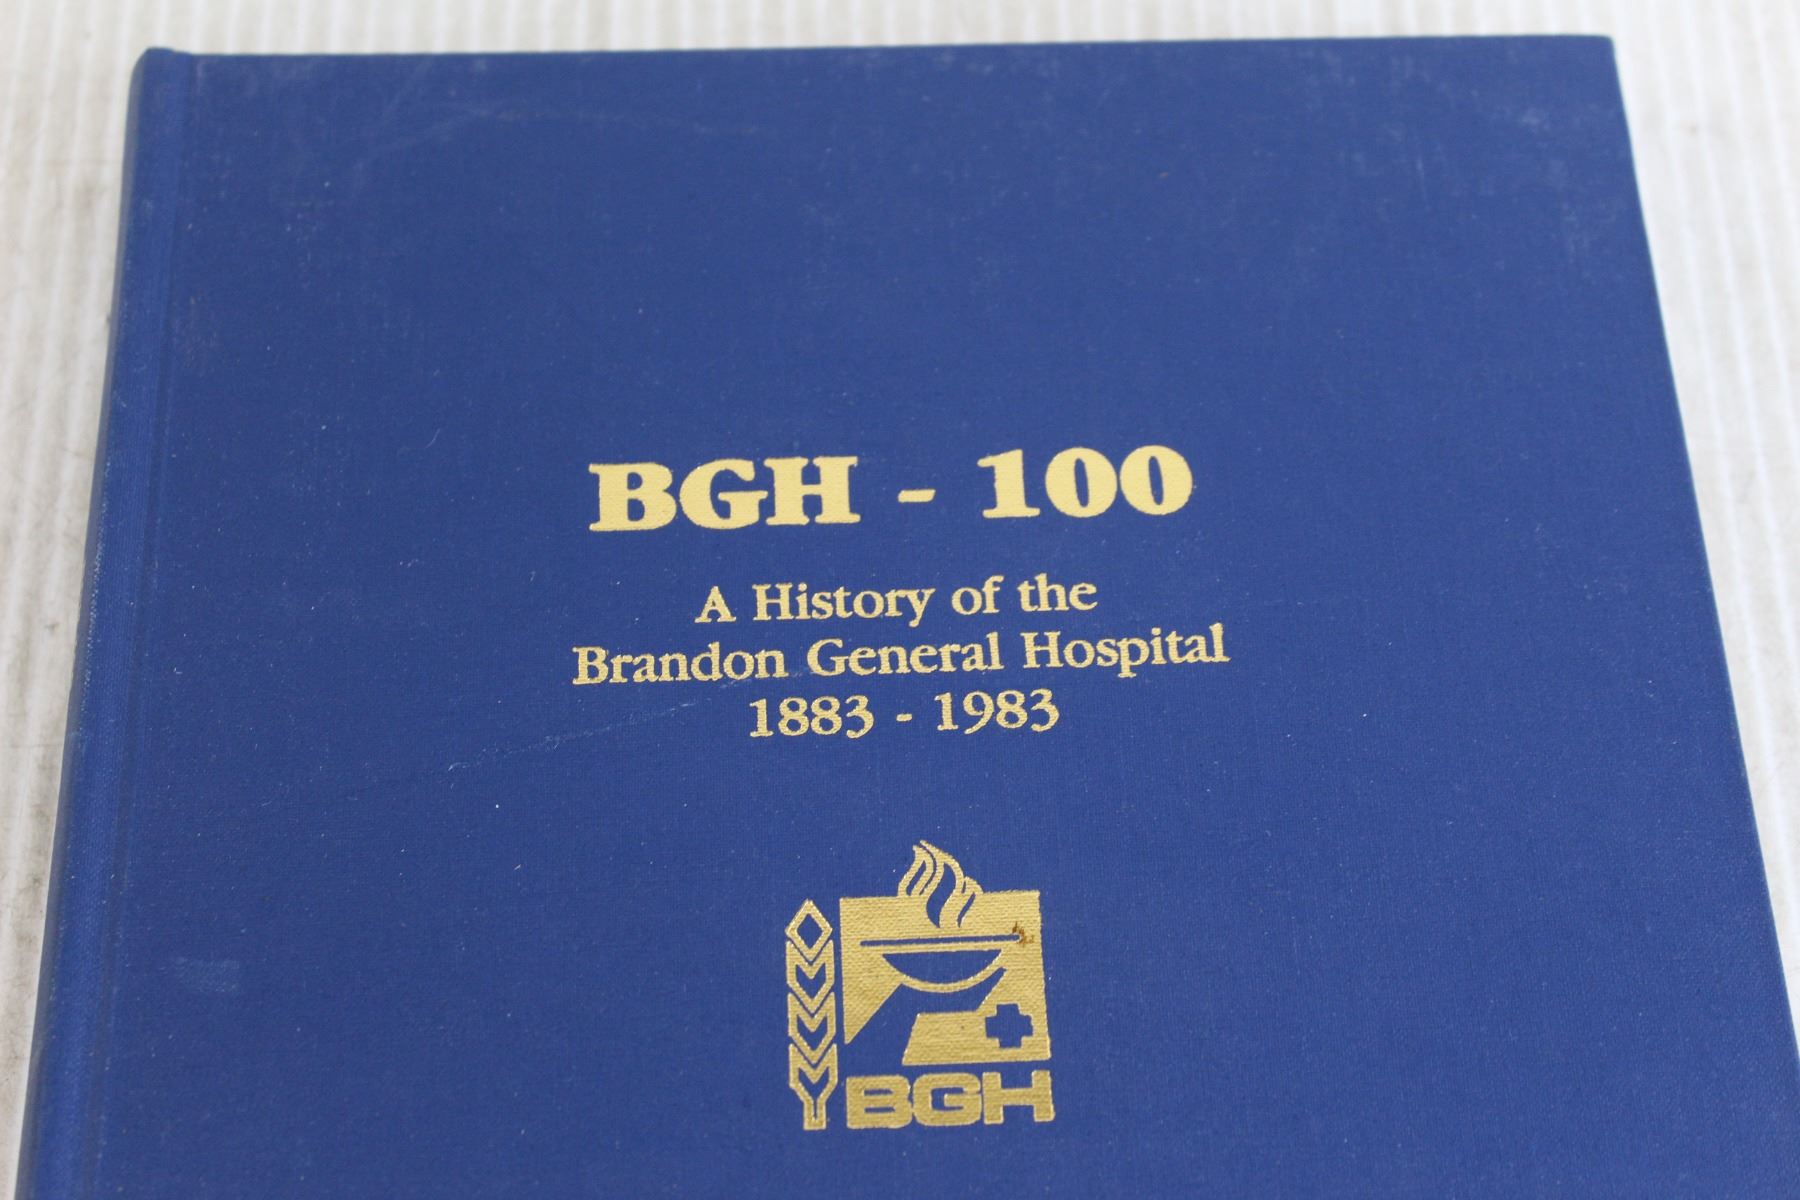 BGH - 100
A History of the
Brandon General Hospital
1883 - 1983
BGH